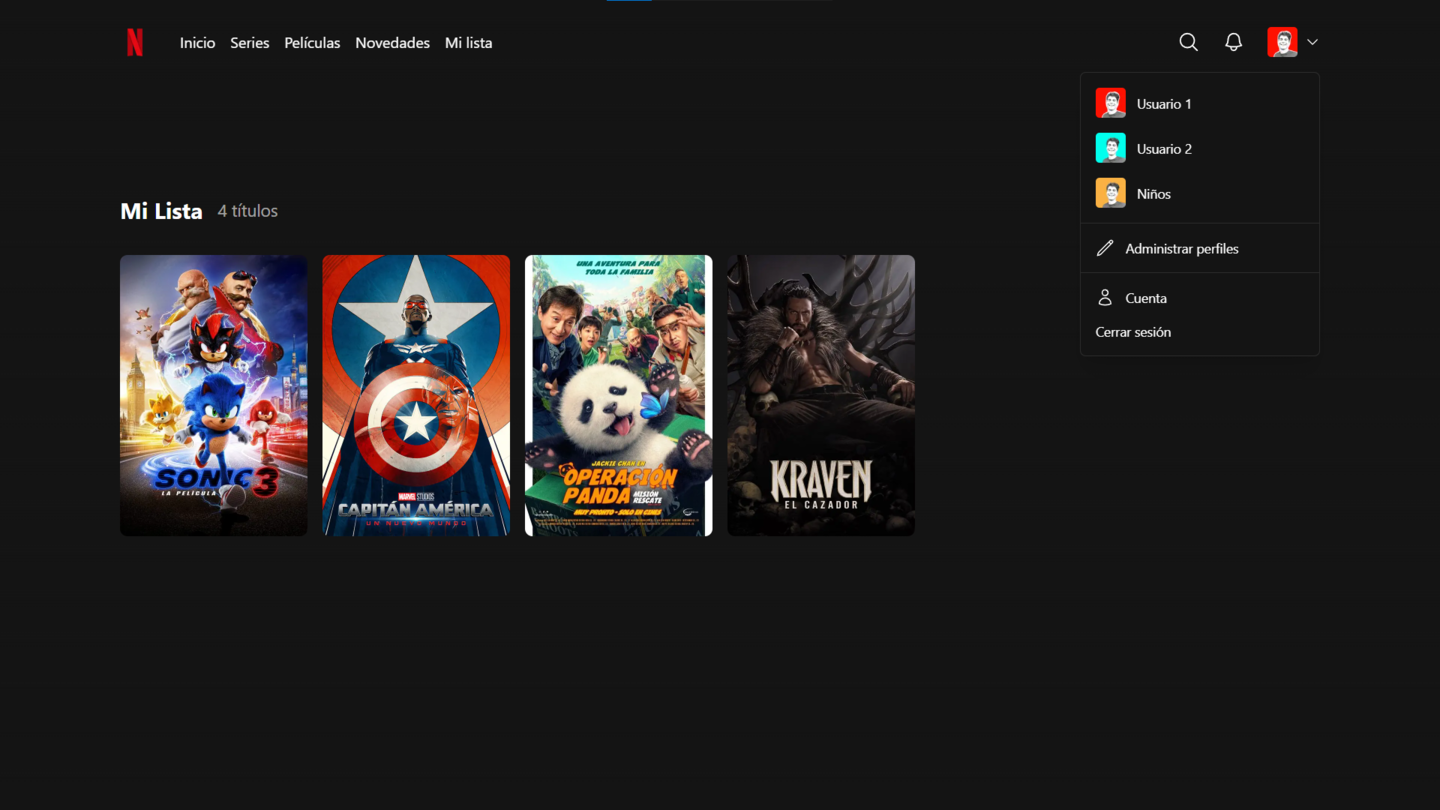 N
Inicio Series Películas Novedades Mi lista
Usuario 1
Usuario 2
Niños
Administrar perfiles
Cuenta
Cerrar sesión
Mi Lista 4 títulos
SONIC 3
LA PELÍCULA
MARVEL STUDIOS
CAPITÁN AMÉRICA
UN NUEVO MUNDO
UNA AVENTURA PARA
TODA LA FAMILIA
JACKIE CHAN EN
OPERACIÓN
PANDA MISIÓN
RESCATE
MUY PRONTO - SOLO EN CINES
KRAVEN
EL CAZADOR